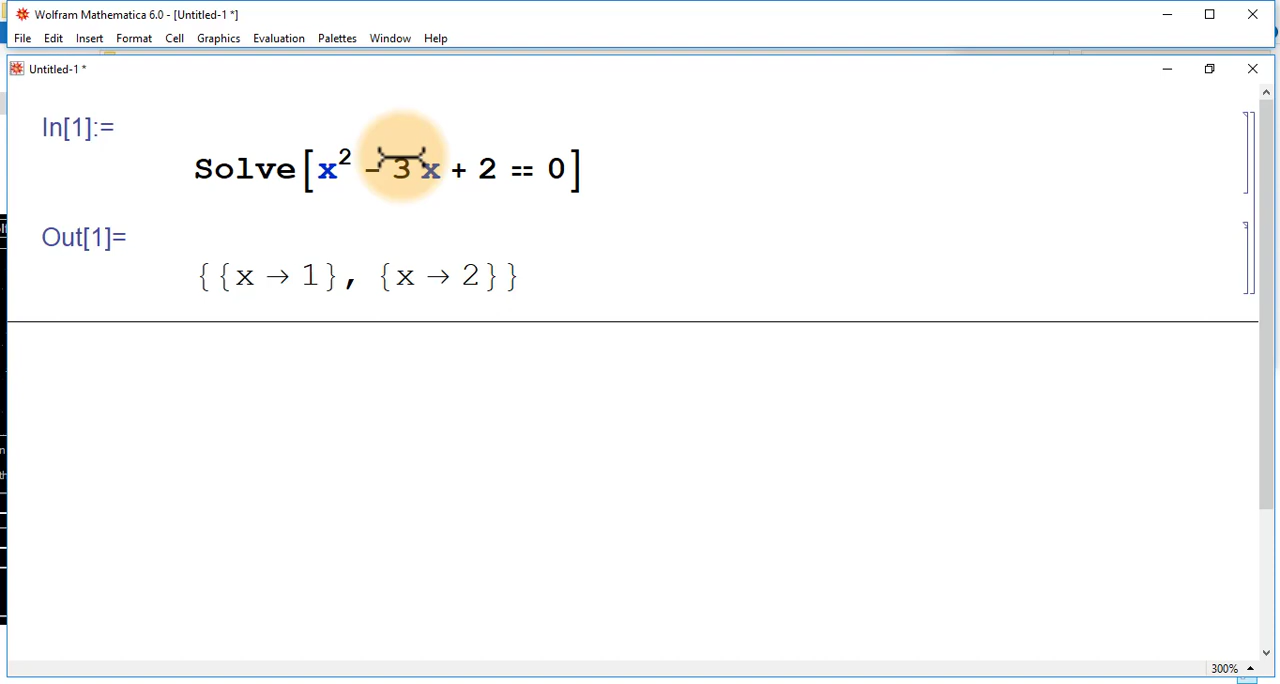 Wolfram Mathematica 6.0 - [Untitled-1 *]
File Edit Insert Format Cell Graphics Evaluation Palettes Window Help
Untitled-1 *
In[1]:=
Solve[x² - 3 x + 2 == 0]
Out[1]=
{{x → 1}, {x → 2}}
300%